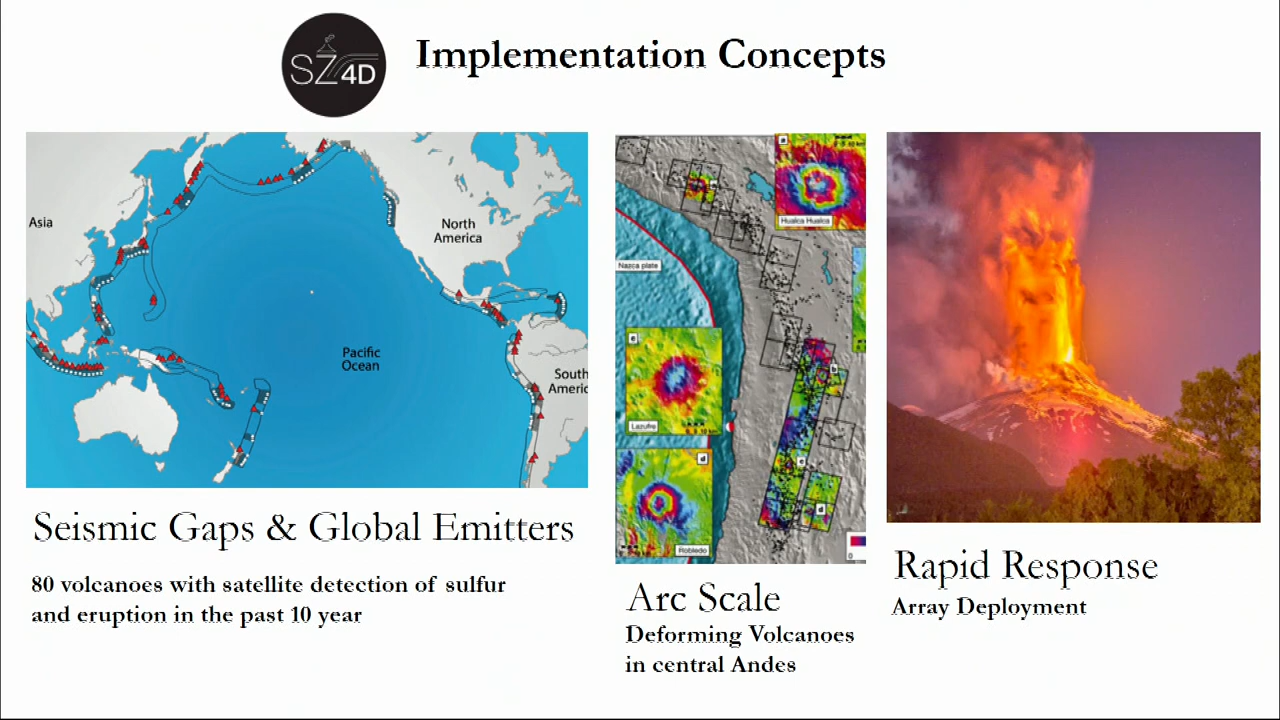 SZ4D
Implementation Concepts
Asia
North
America
Pacific
Ocean
South
Americ
Seismic Gaps & Global Emitters
80 volcanoes with satellite detection of sulfur
and eruption in the past 10 year
a
Hualca Hualca
Nazca plate
b
Lazufre
c
d
d
Robledo
0
Arc Scale
Deforming Volcanoes
in central Andes
Rapid Response
Array Deployment